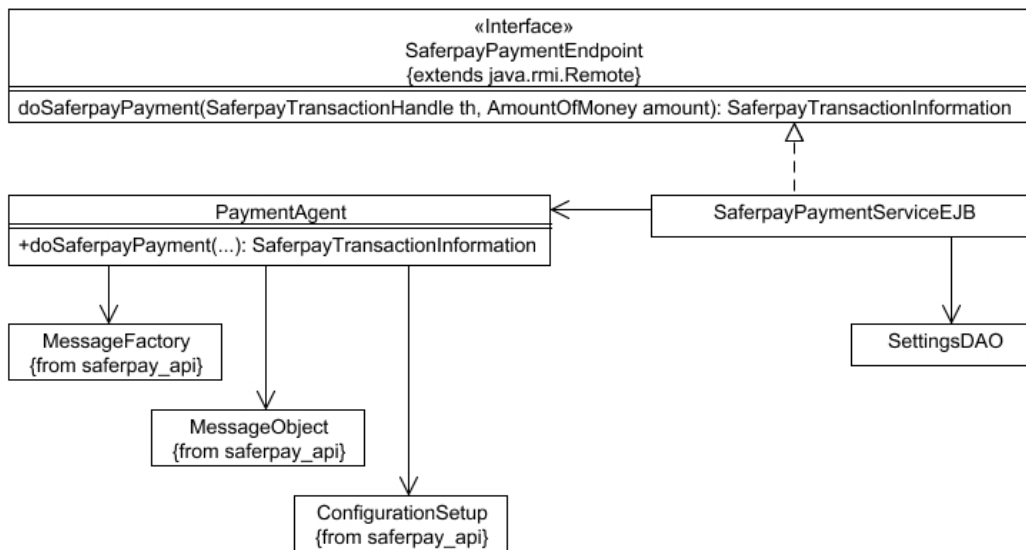 «Interface»
SaferpayPaymentEndpoint
{extends java.rmi.Remote}
doSaferpayPayment(SaferpayTransactionHandle th, AmountOfMoney amount): SaferpayTransactionInformation
PaymentAgent
+doSaferpayPayment(...): SaferpayTransactionInformation
SaferpayPaymentServiceEJB
MessageFactory
{from saferpay_api}
SettingsDAO
MessageObject
{from saferpay_api}
ConfigurationSetup
{from saferpay_api}